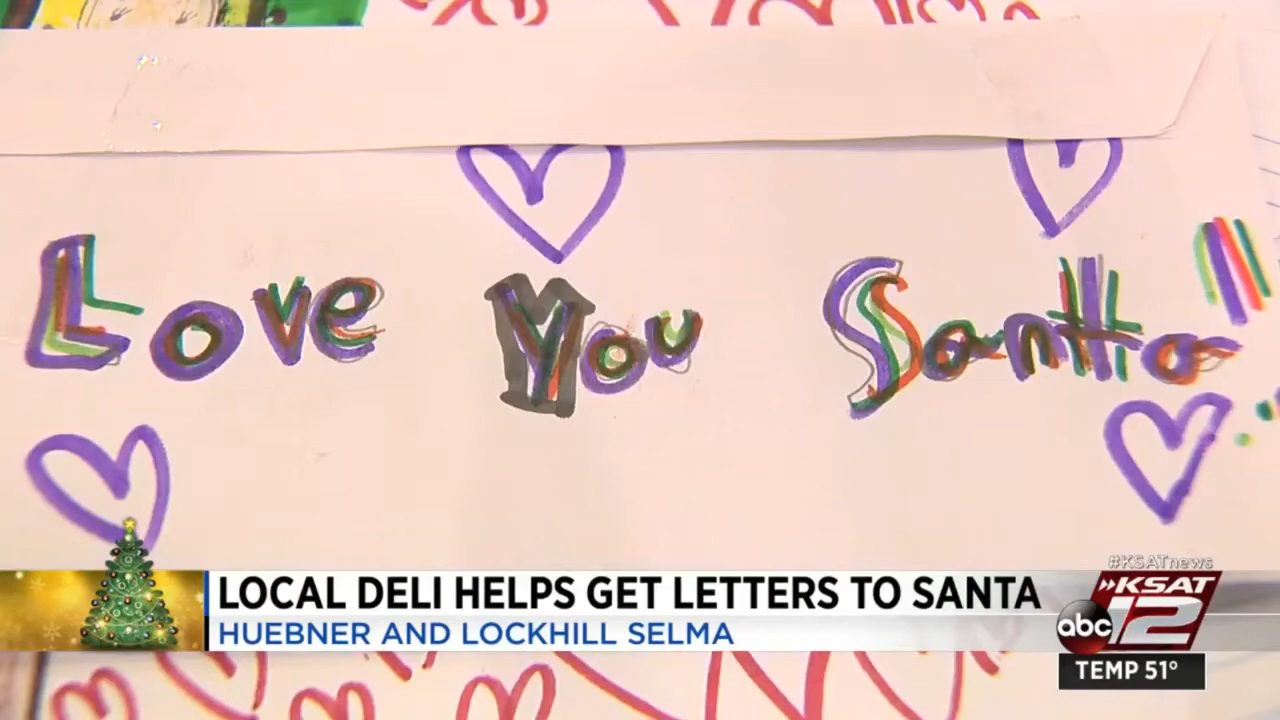 Love You Santa
#KSATnews
LOCAL DELI HELPS GET LETTERS TO SANTA
HUEBNER AND LOCKHILL SELMA
abc KSAT 12
TEMP 51°